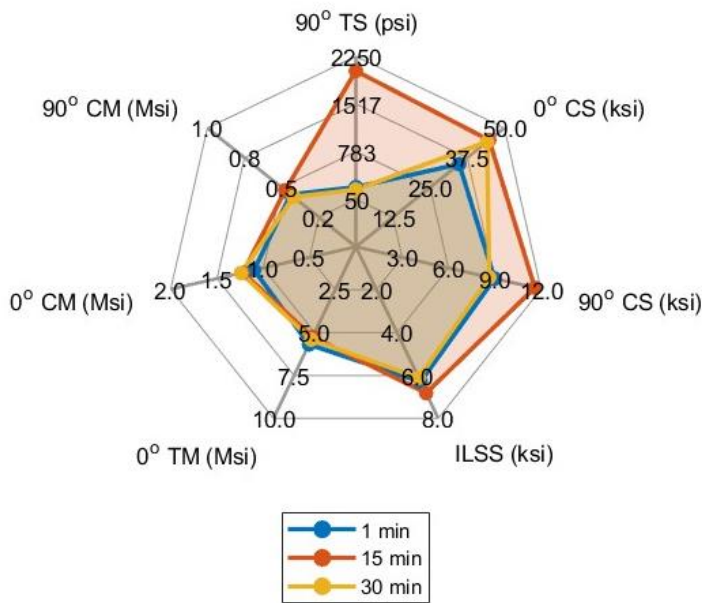 90° TS (psi)
2250
90° CM (Msi)
0° CS (ksi)
1.0
1517
50.0
0.8
783
37.5
0.5
50
25.0
0.2
12.5
0.5
3.0
1.0
6.0
1.5
9.0
2.0
12.0
0° CM (Msi)
90° CS (ksi)
2.5
2.0
5.0
4.0
7.5
6.0
10.0
8.0
0° TM (Msi)
ILSS (ksi)
1 min
15 min
30 min